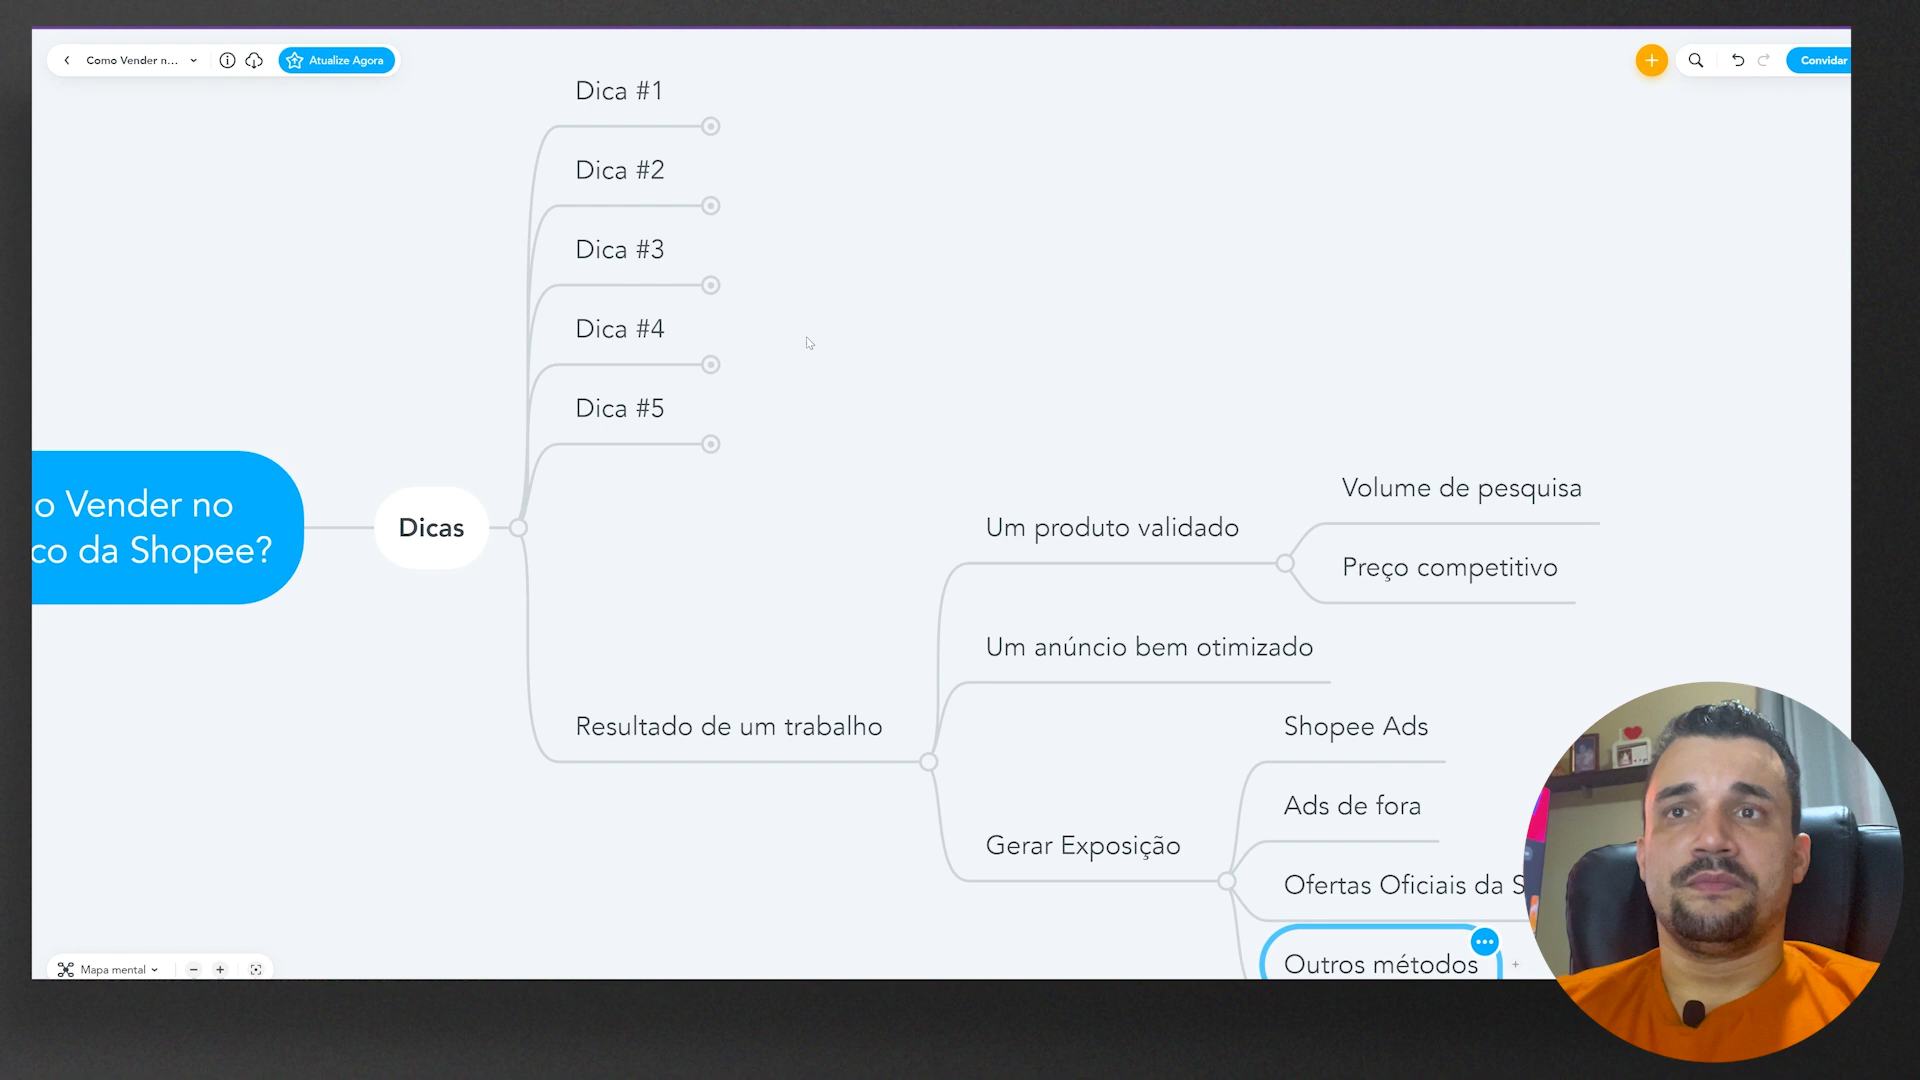 Como Vender n...
Atualize Agora
Convidar
Dica #1
Dica #2
Dica #3
Dica #4
Dica #5
o Vender no
co da Shopee?
Dicas
Resultado de um trabalho
Um produto validado
Volume de pesquisa
Preço competitivo
Um anúncio bem otimizado
Gerar Exposição
Shopee Ads
Ads de fora
Ofertas Oficiais da S
Outros métodos
Mapa mental